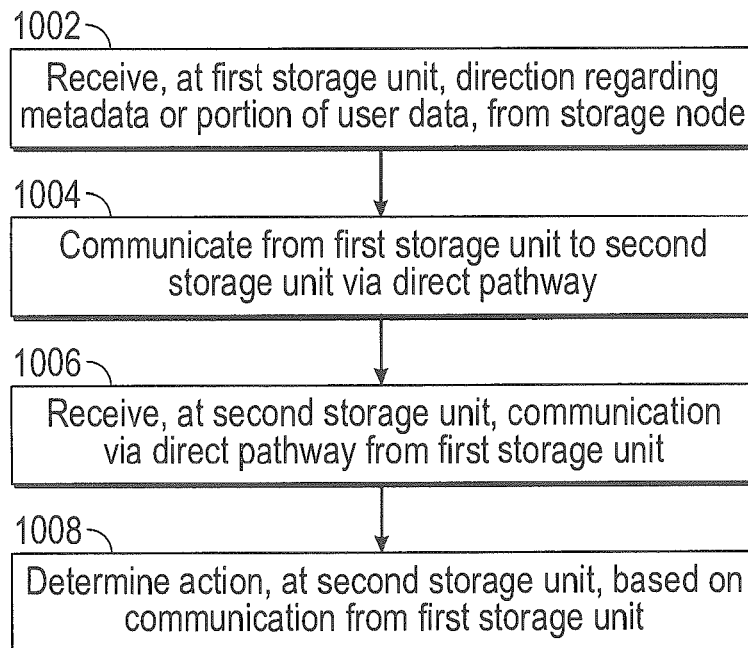 1002
Receive, at first storage unit, direction regarding
metadata or portion of user data, from storage node
1004
Communicate from first storage unit to second
storage unit via direct pathway
1006
Receive, at second storage unit, communication
via direct pathway from first storage unit
1008
Determine action, at second storage unit, based on
communication from first storage unit